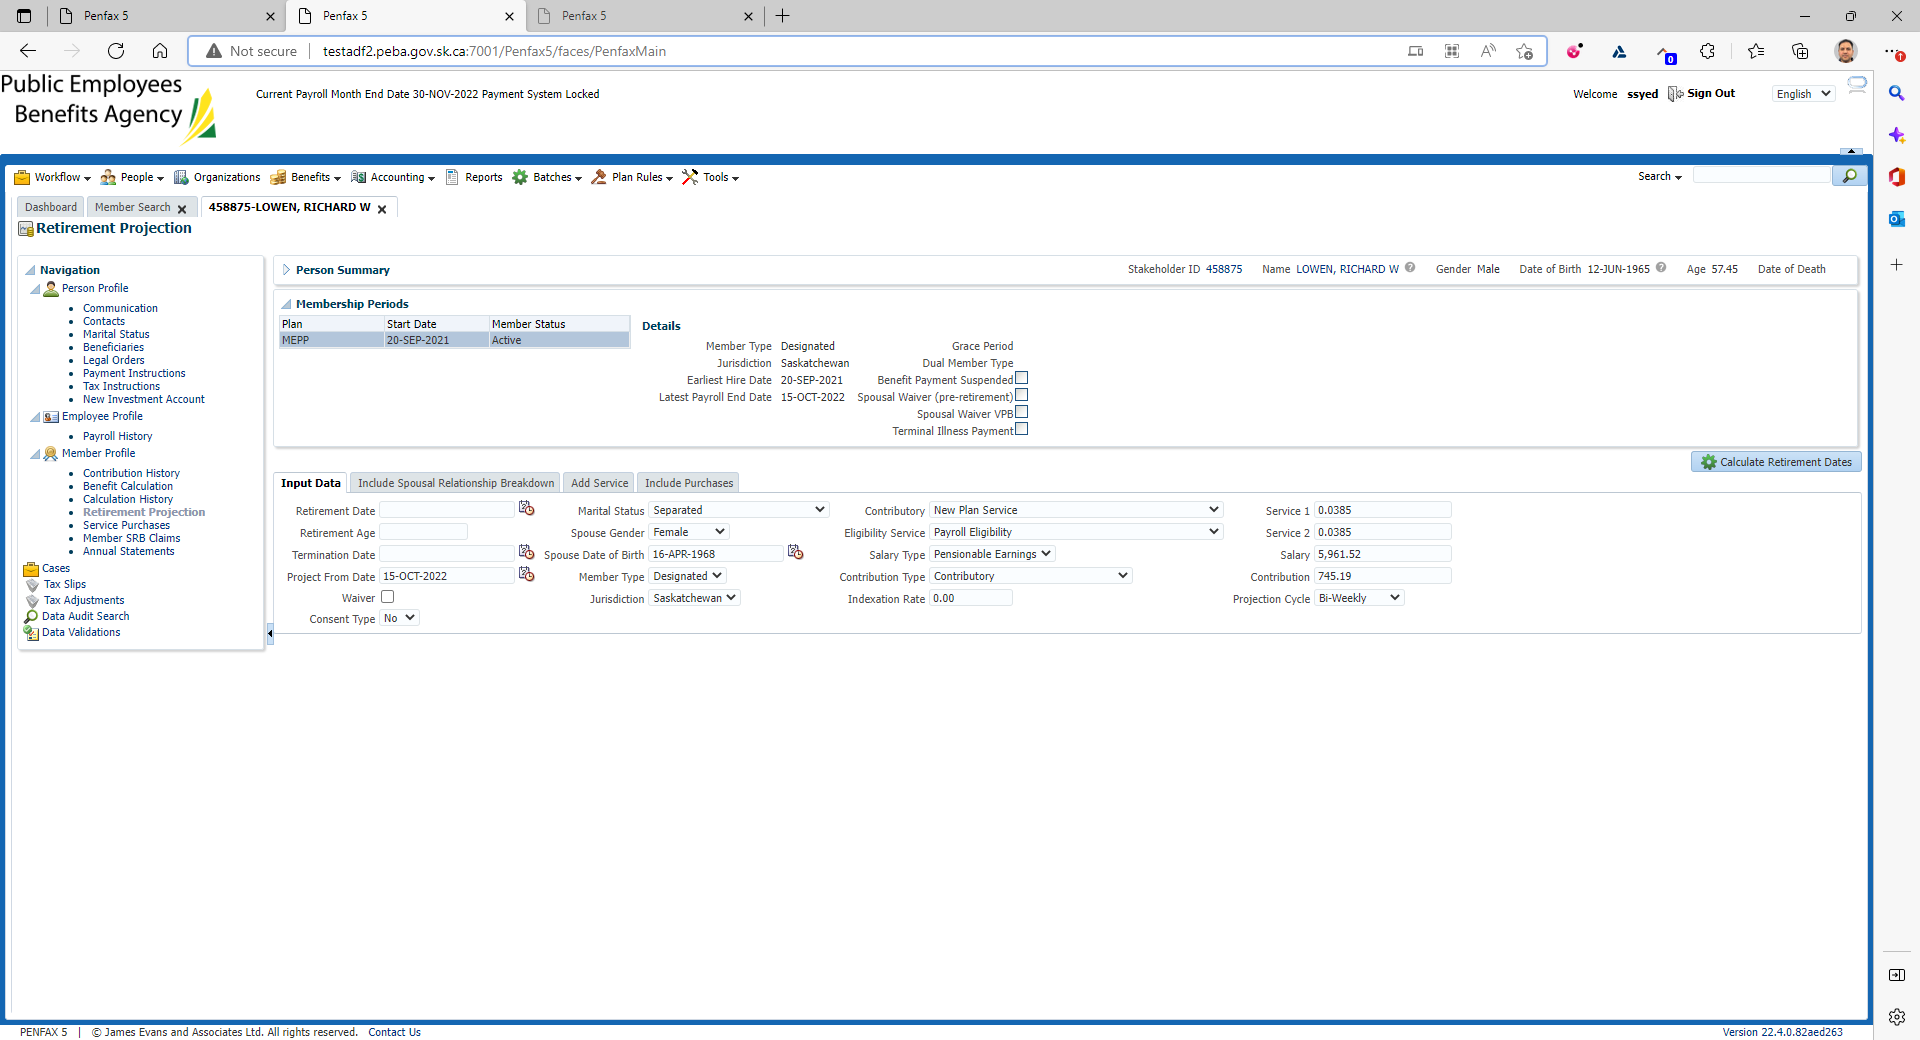 Penfax 5
Penfax 5
Penfax 5
Not secure
testadf2.peba.gov.sk.ca:7001/Penfax5/faces/PenfaxMain
0
Public Employees
Benefits Agency
Current Payroll Month End Date 30-NOV-2022 Payment System Locked
Welcome ssyed Sign Out English
Workflow People Organizations Benefits Accounting Reports Batches Plan Rules Tools Search
Dashboard Member Search 458875-LOWEN, RICHARD W
Retirement Projection
Navigation
Person Profile
Communication
Contacts
Marital Status
Beneficiaries
Legal Orders
Payment Instructions
Tax Instructions
New Investment Account
Employee Profile
Payroll History
Member Profile
Contribution History
Benefit Calculation
Calculation History
Retirement Projection
Service Purchases
Member SRB Claims
Annual Statements
Cases
Tax Slips
Tax Adjustments
Data Audit Search
Data Validations
Person Summary Stakeholder ID 458875 Name LOWEN, RICHARD W Gender Male Date of Birth 12-JUN-1965 Age 57.45 Date of Death
Membership Periods
Plan Start Date Member Status
MEPP 20-SEP-2021 Active
Details
Member Type Designated Grace Period
Jurisdiction Saskatchewan Dual Member Type
Earliest Hire Date 20-SEP-2021 Benefit Payment Suspended
Latest Payroll End Date 15-OCT-2022 Spousal Waiver (pre-retirement)
Spousal Waiver VPB
Terminal Illness Payment
Calculate Retirement Dates
Input Data Include Spousal Relationship Breakdown Add Service Include Purchases
Retirement Date Marital Status Separated Contributory New Plan Service Service 1 0.0385
Retirement Age Spouse Gender Female Eligibility Service Payroll Eligibility Service 2 0.0385
Termination Date Spouse Date of Birth 16-APR-1968 Salary Type Pensionable Earnings Salary 5,961.52
Project From Date 15-OCT-2022 Member Type Designated Contribution Type Contributory Contribution 745.19
Waiver Jurisdiction Saskatchewan Indexation Rate 0.00 Projection Cycle Bi-Weekly
Consent Type No
PENFAX 5 | © James Evans and Associates Ltd. All rights reserved. Contact Us Version 22.4.0.82aed263